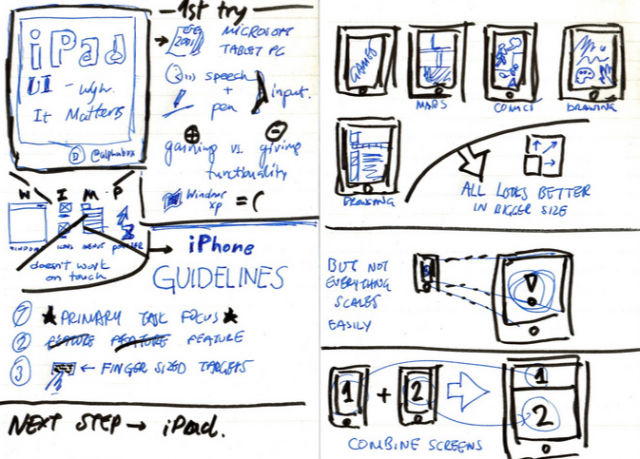 iPad
UI - why
It Matters
@alphabrx
1st try
2001
MICROSOFT
TABLET PC
speech
+
pen
input.
gaining vs giving
functionality
Windows
XP = (
W I M P
WINDOW ICONS MENUS POINTER
doesn't work
on touch
→ iPhone
GUIDELINES
1 ★ PRIMARY TASK FOCUS ★
2 FEATURE FEATURE FEATURE
3 ← FINGER SIZED TARGETS
NEXT STEP → iPad.
GAMES
MAPS
COMICS
DRAWING
BROWSING
ALL LOOKS BETTER
IN BIGGER SIZE
BUT NOT
EVERYTHING
SCALES
EASILY
!
1 + 2
1
2
COMBINE SCREENS